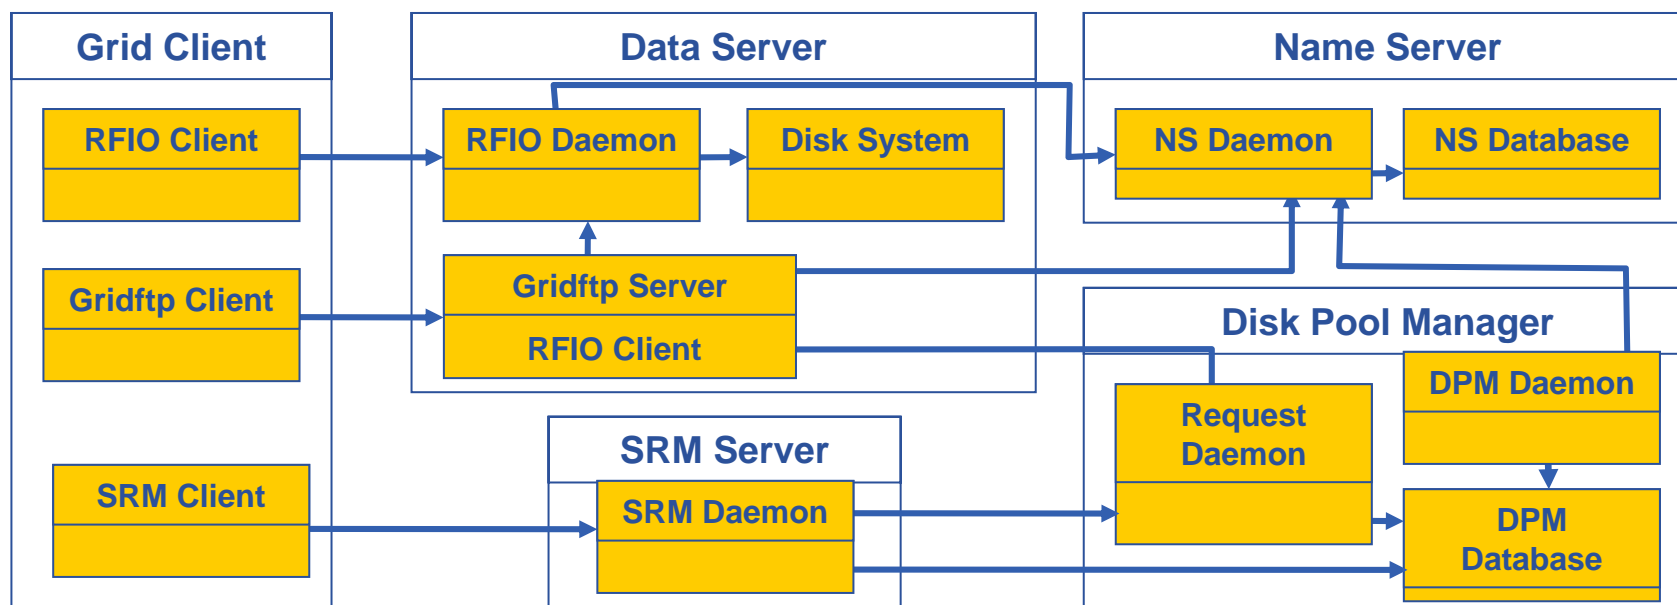 Grid Client
Data Server
Name Server
RFIO Client
RFIO Daemon
Disk System
NS Daemon
NS Database
Gridftp Client
Gridftp Server
RFIO Client
Disk Pool Manager
DPM Daemon
Request
Daemon
SRM Server
SRM Client
SRM Daemon
DPM
Database